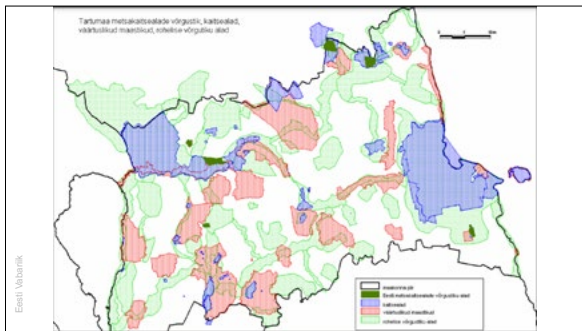 Tartumaa metsakaitsealade võrgustik, kaitsealad,
väärtuslikud maastikud, rohelise-võrgutiku alad
maakonna piir
Eesti metsakaitsealade võrgustiku alad
kaitsealad
väärtuslikud maastikud
rohelise võrgustiku alad
Eesti Vabariik